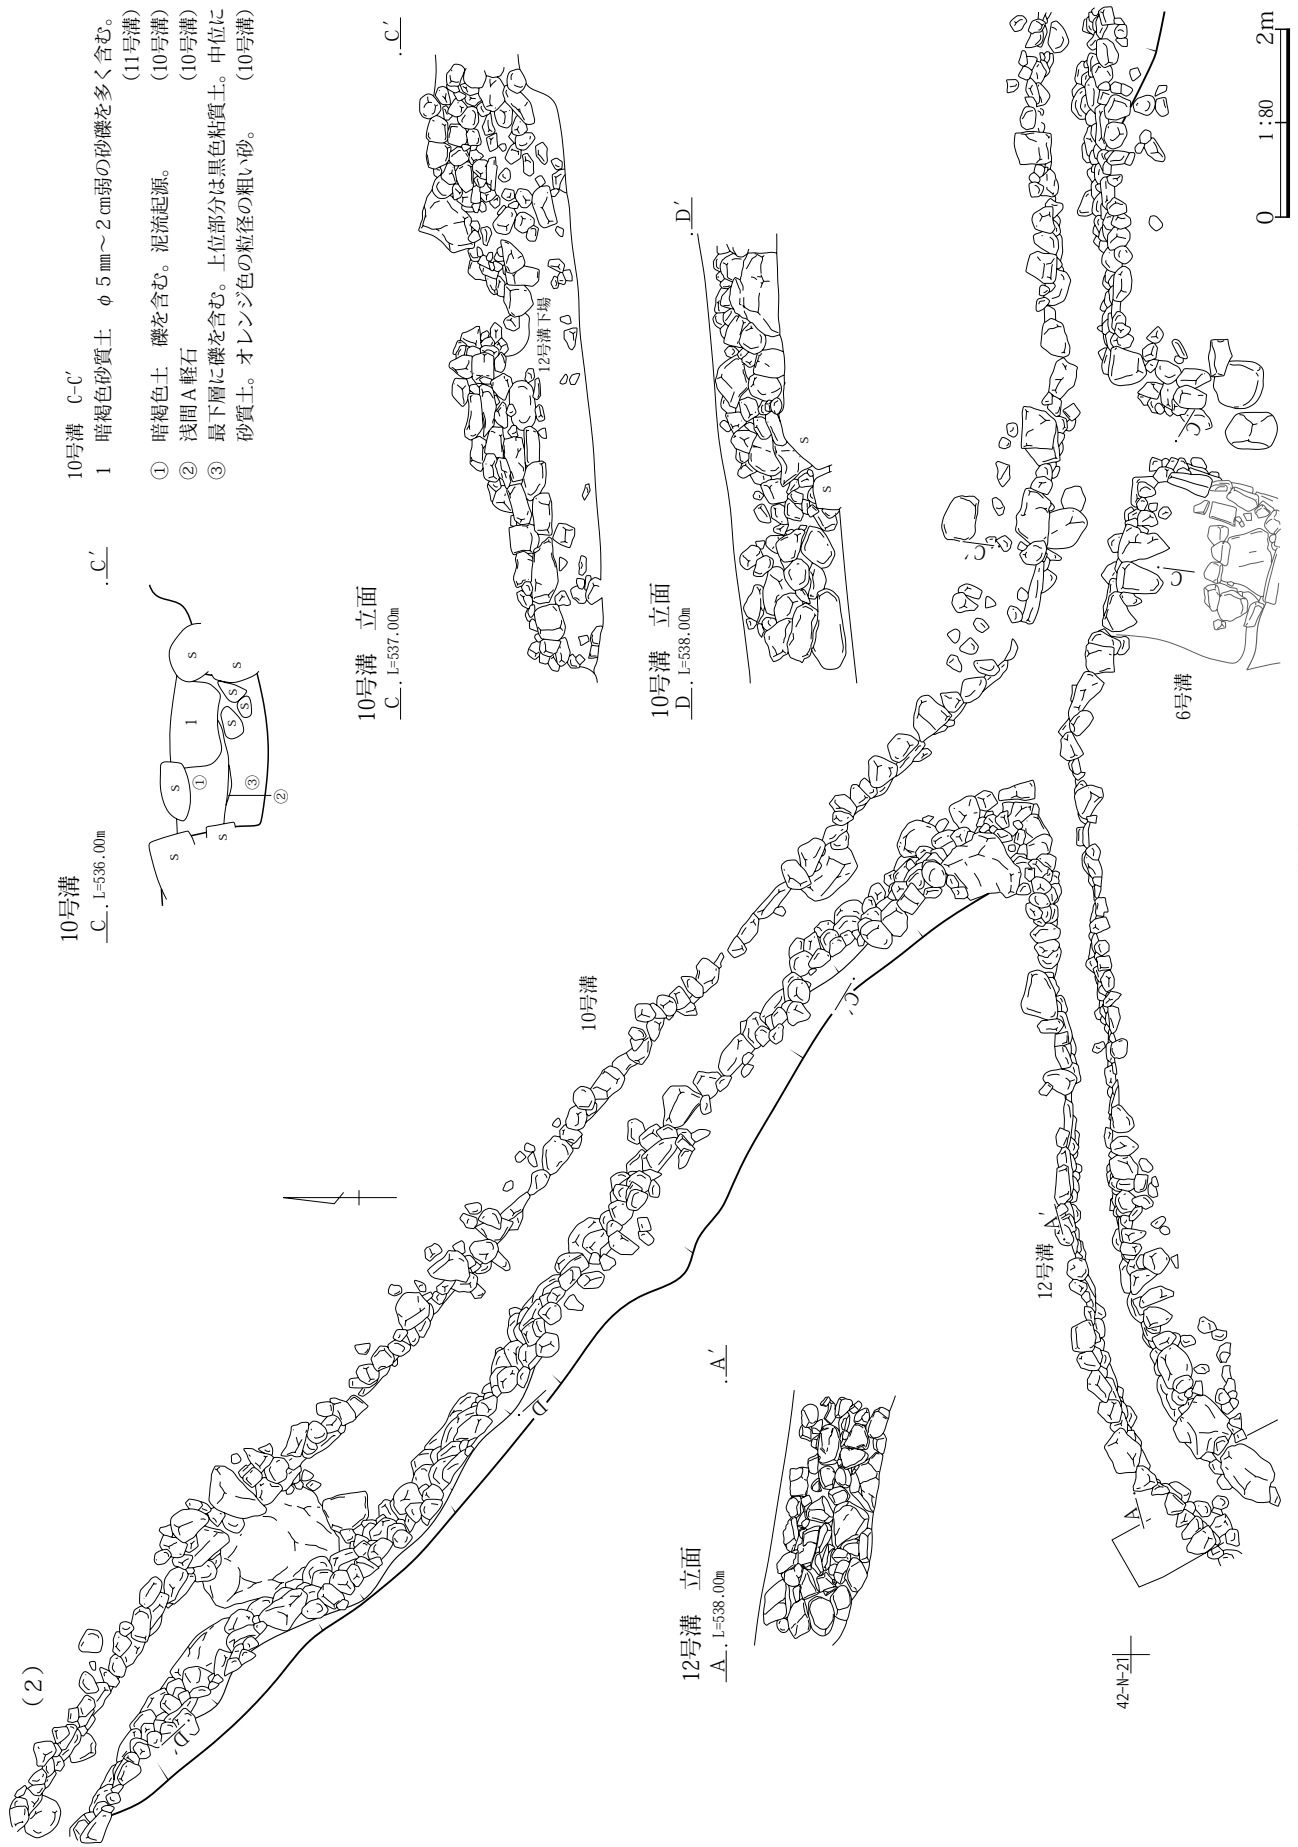 (2)
10号溝
C . L=536.00m . C′
S
S
S
1
①
②
③
S
S
S
S
S
10号溝　C-C′
1　暗褐色砂質土　φ5㎜～2㎝弱の砂礫を多く含む。
(11号溝)
①　暗褐色土　礫を含む。泥流起源。　(10号溝)
②　浅間A軽石　(10号溝)
③　最下層に礫を含む。上位部分は黒色粘質土。中位に
砂質土。オレンジ色の粒径の粗い砂。　(10号溝)
10号溝　立面
C . L=537.00m . C′
12号溝下場
10号溝　立面
D . L=538.00m . D′
S
S
12号溝　立面
A . L=538.00m . A′
10号溝
12号溝
6号溝
D′
D
C′
C′
C
C
A
A′
42-N-21
0　1:80　2m